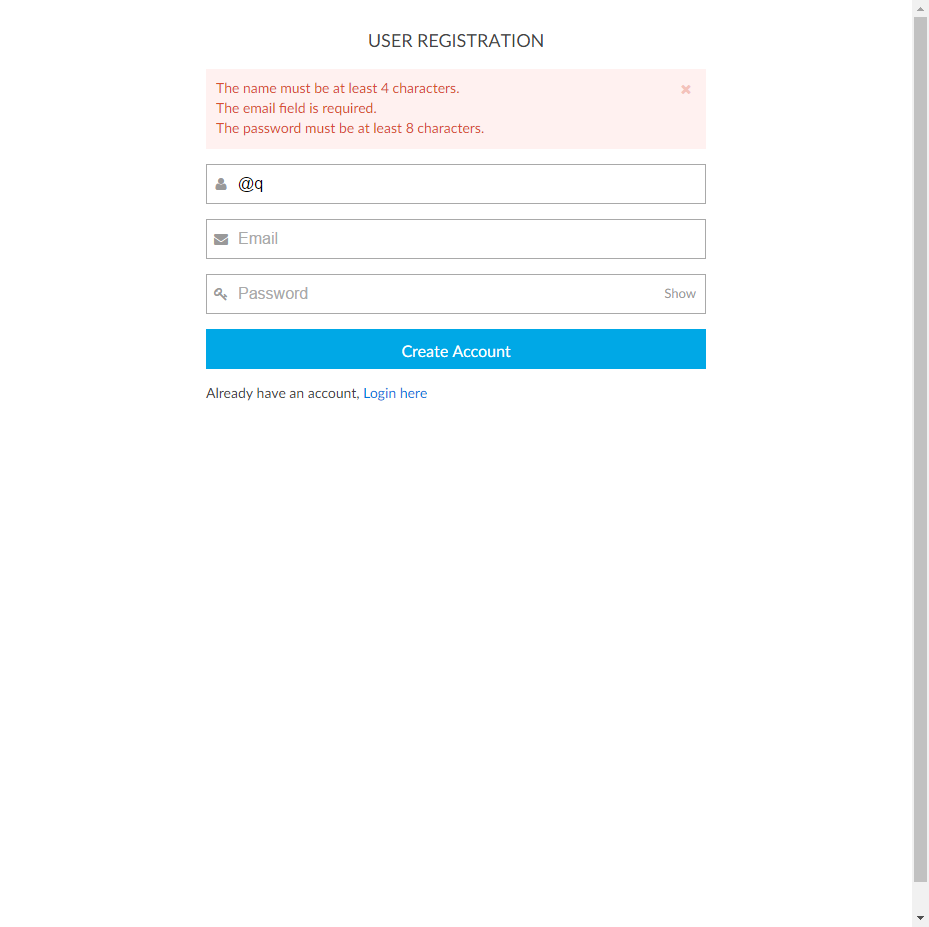 USER REGISTRATION
The name must be at least 4 characters.
The email field is required.
The password must be at least 8 characters.
@q
Email
Password Show
Create Account
Already have an account, Login here